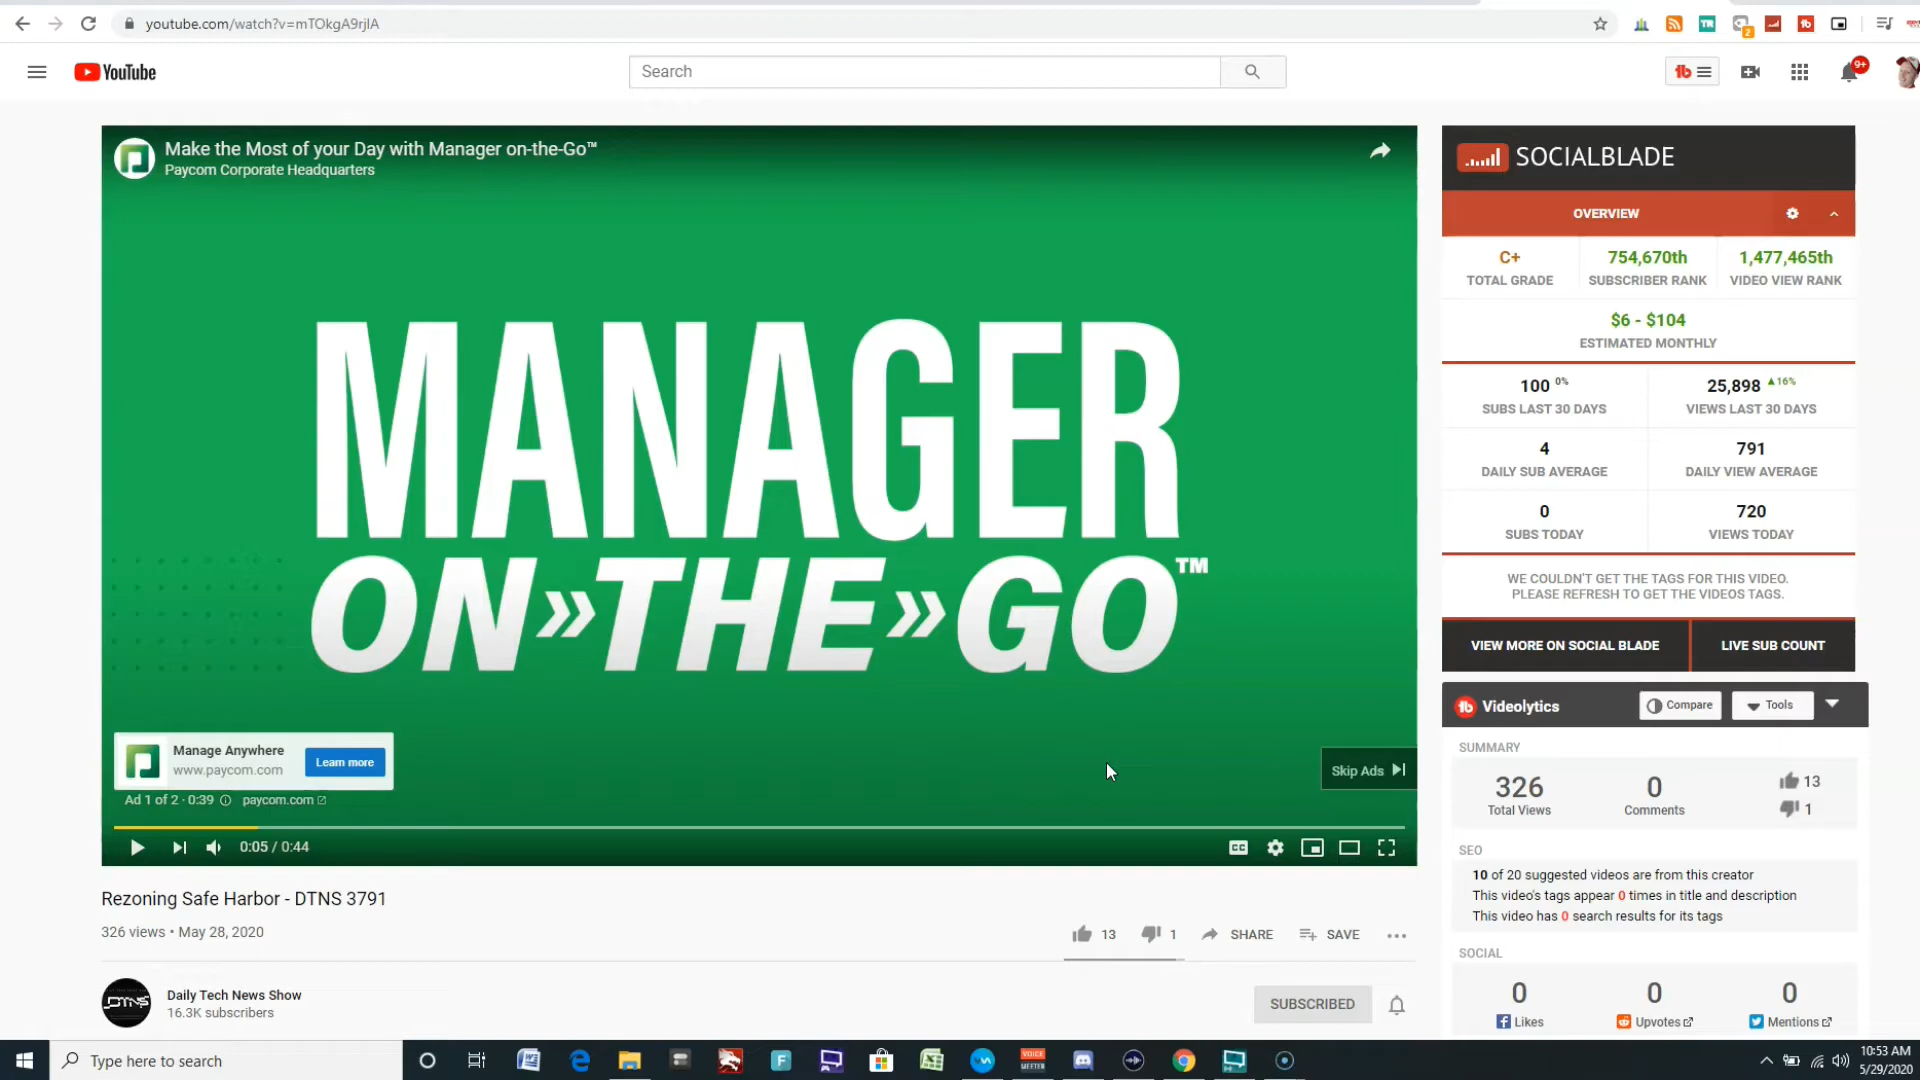 youtube.com/watch?v=mTOkgA9rjIA
YouTube
Search
9+
2
Make the Most of your Day with Manager on-the-Go™
Paycom Corporate Headquarters
MANAGER
ON»THE»GO™
Manage Anywhere
www.paycom.com
Learn more
Skip Ads
Ad 1 of 2 · 0:39
paycom.com
0:05 / 0:44
CC
Rezoning Safe Harbor - DTNS 3791
326 views • May 28, 2020
13
1
SHARE
SAVE
DTNS
Daily Tech News Show
16.3K subscribers
SUBSCRIBED
SOCIALBLADE
OVERVIEW
C+ 754,670th 1,477,465th
TOTAL GRADE SUBSCRIBER RANK VIDEO VIEW RANK
$6 - $104
ESTIMATED MONTHLY
100 0% 25,898 ▲16%
SUBS LAST 30 DAYS VIEWS LAST 30 DAYS
4 791
DAILY SUB AVERAGE DAILY VIEW AVERAGE
0 720
SUBS TODAY VIEWS TODAY
WE COULDN'T GET THE TAGS FOR THIS VIDEO.
PLEASE REFRESH TO GET THE VIDEOS TAGS.
VIEW MORE ON SOCIAL BLADE LIVE SUB COUNT
Videolytics Compare Tools
SUMMARY
326 0 13
Total Views Comments 1
SEO
10 of 20 suggested videos are from this creator
This video's tags appear 0 times in title and description
This video has 0 search results for its tags
SOCIAL
0 0 0
Likes Upvotes Mentions
Type here to search
VOICE
MEETER
10:53 AM
5/29/2020